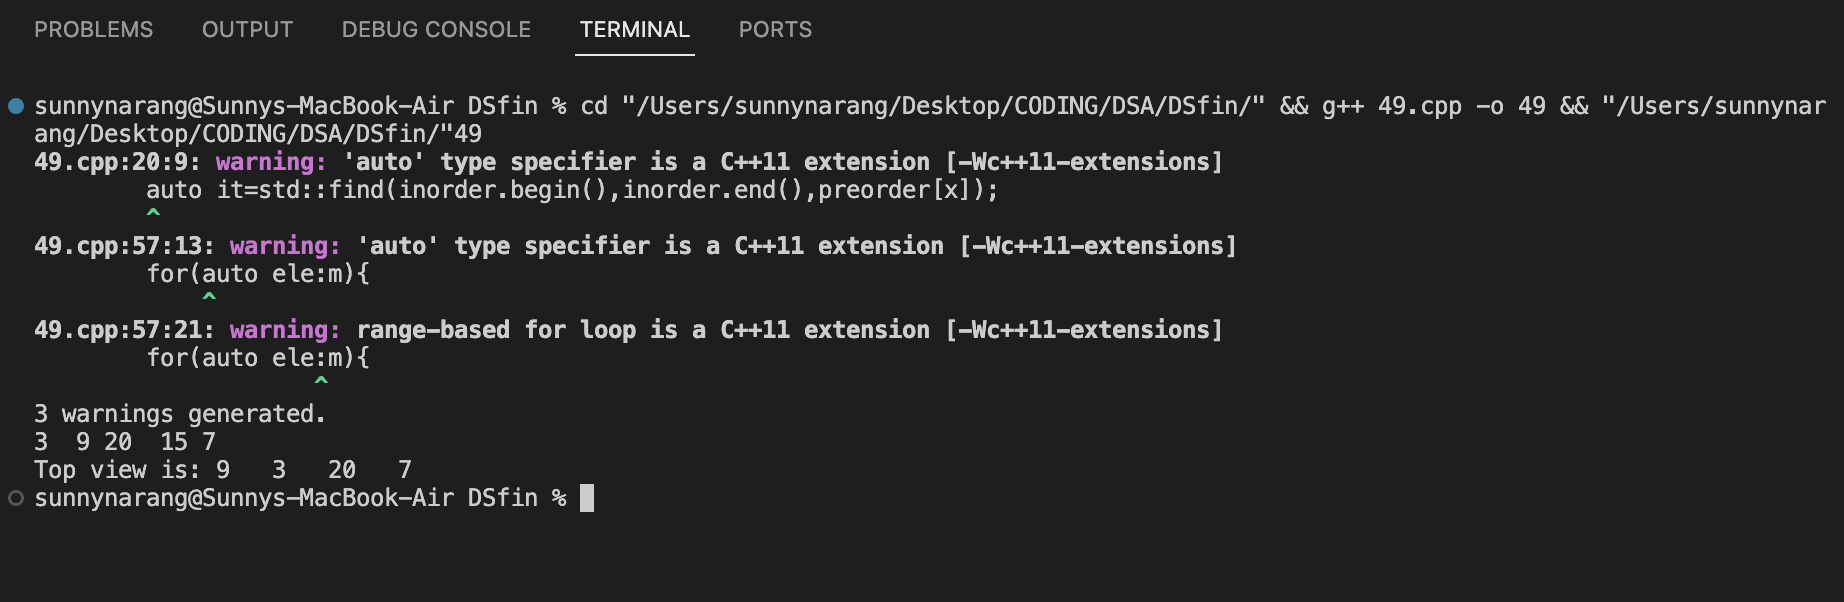 PROBLEMS OUTPUT DEBUG CONSOLE TERMINAL PORTS
sunnynarang@Sunnys-MacBook-Air DSfin % cd "/Users/sunnynarang/Desktop/CODING/DSA/DSfin/" && g++ 49.cpp -o 49 && "/Users/sunnynar
ang/Desktop/CODING/DSA/DSfin/"49
49.cpp:20:9: warning: 'auto' type specifier is a C++11 extension [-Wc++11-extensions]
        auto it=std::find(inorder.begin(),inorder.end(),preorder[x]);
        ^
49.cpp:57:13: warning: 'auto' type specifier is a C++11 extension [-Wc++11-extensions]
        for(auto ele:m){
            ^
49.cpp:57:21: warning: range-based for loop is a C++11 extension [-Wc++11-extensions]
        for(auto ele:m){
                    ^
3 warnings generated.
3  9 20  15 7
Top view is: 9   3   20   7
sunnynarang@Sunnys-MacBook-Air DSfin %